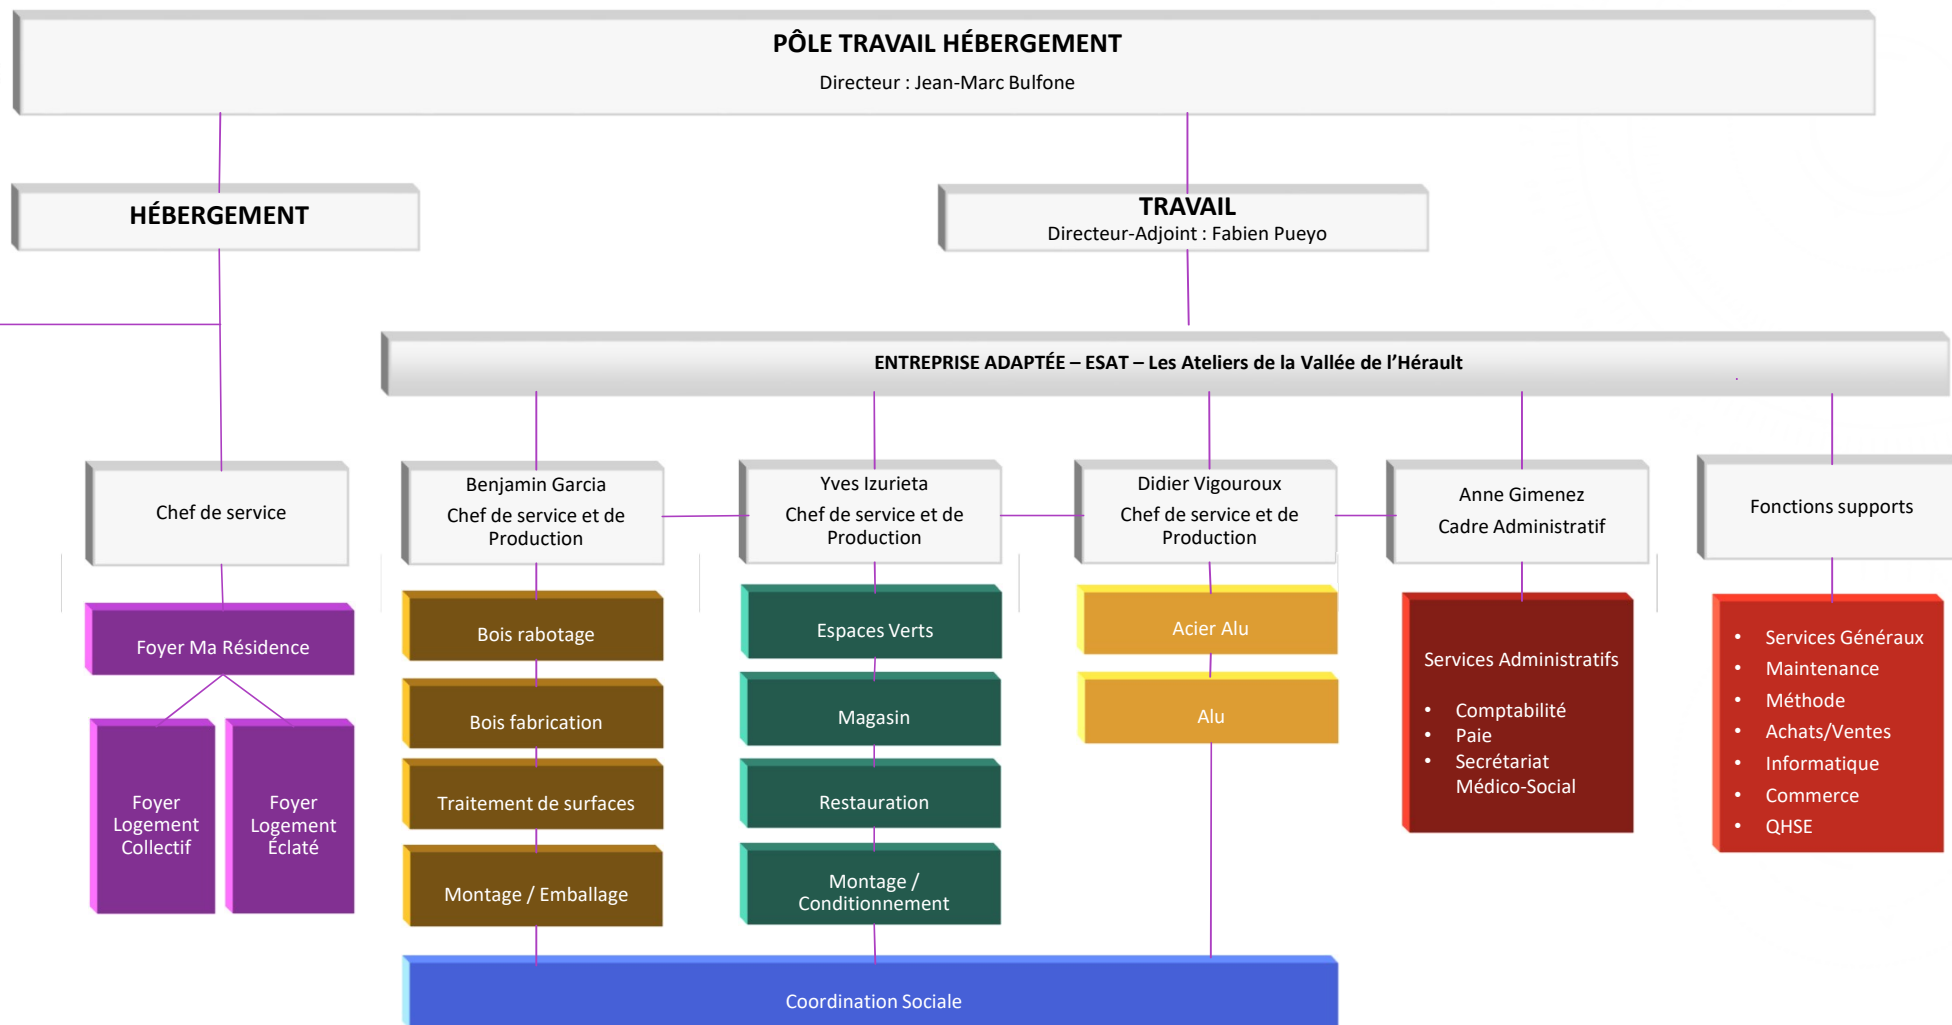 PÔLE TRAVAIL HÉBERGEMENT
Directeur : Jean-Marc Bulfone
HÉBERGEMENT
TRAVAIL
Directeur-Adjoint : Fabien Pueyo
ENTREPRISE ADAPTÉE – ESAT – Les Ateliers de la Vallée de l’Hérault
Chef de service
Benjamin Garcia
Chef de service et de
Production
Yves Izurieta
Chef de service et de
Production
Didier Vigouroux
Chef de service et de
Production
Anne Gimenez
Cadre Administratif
Fonctions supports
Foyer Ma Résidence
Foyer
Logement
Collectif
Foyer
Logement
Éclaté
Bois rabotage
Bois fabrication
Traitement de surfaces
Montage / Emballage
Espaces Verts
Magasin
Restauration
Montage /
Conditionnement
Acier Alu
Alu
Services Administratifs
• Comptabilité
• Paie
• Secrétariat
Médico-Social
• Services Généraux
• Maintenance
• Méthode
• Achats/Ventes
• Informatique
• Commerce
• QHSE
Coordination Sociale